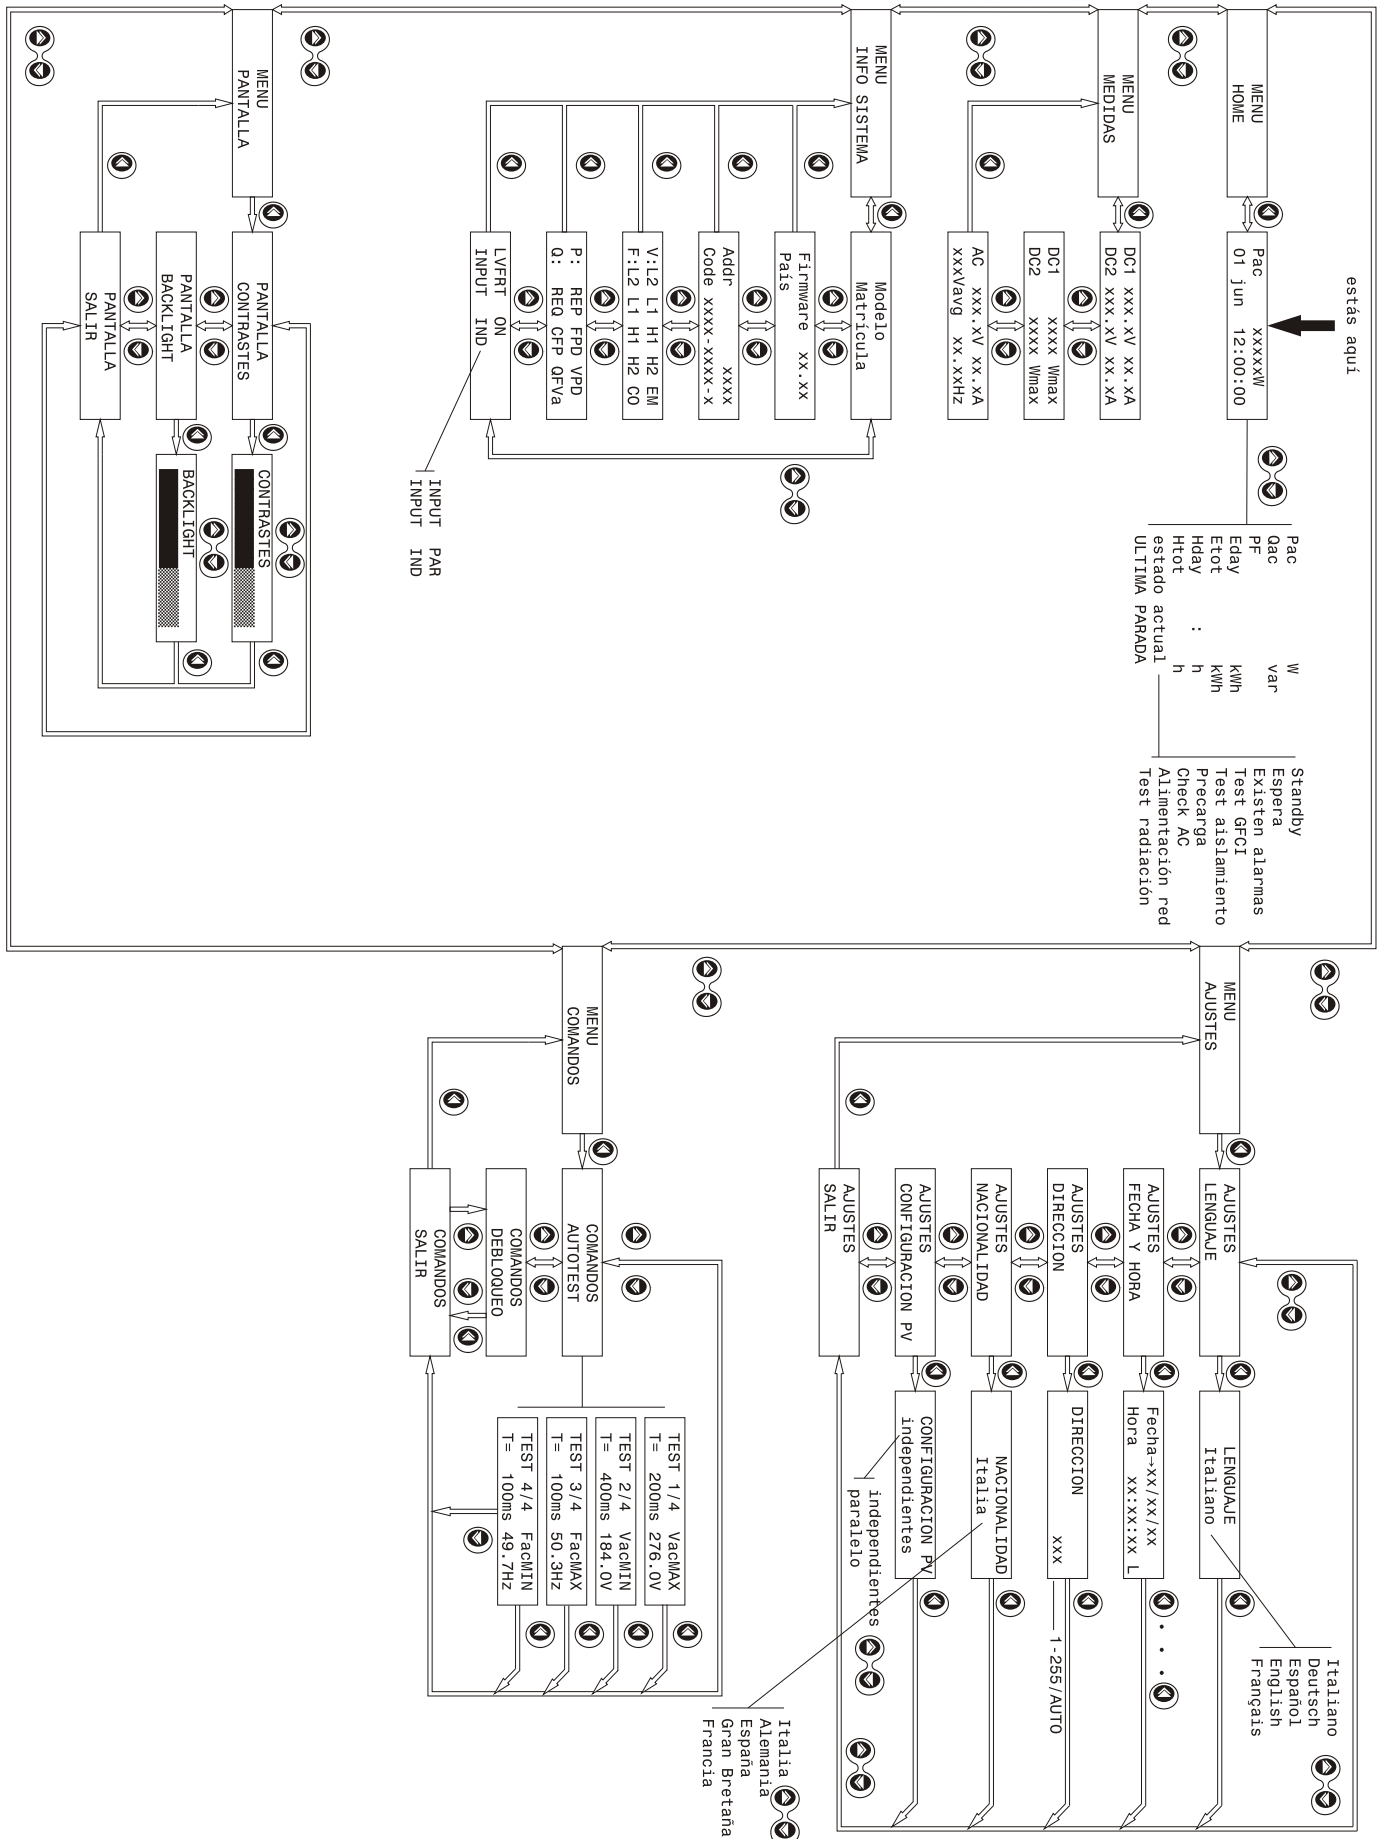 estás aquí
MENU
HOME
Pac    xxxxxW
01 jun  12:00:00
Pac    W
Qac    var
PF
Eday    kWh
Etot    kWh
Hday  :  h
Htot    h
estado actual
ULTIMA PARADA
Standby
Espera
Existen alarmas
Test GFCI
Test aislamiento
Precarga
Check AC
Alimentación red
Test radiación
MENU
MEDIDAS
DC1 xxx.xV xx.xA
DC2 xxx.xV xx.xA
DC1    xxxx Wmax
DC2    xxxx Wmax
AC  xxx.xV xx.xA
xxxVavg  xx.xxHz
MENU
INFO SISTEMA
Modelo
Matrícula
Firmware  xx.xx
País
Addr    xxxx
Code xxxx-xxxx-x
V:L2 L1 H1 H2 EM
F:L2 L1 H1 H2 CO
P:  REP FPD VPD
Q:  REQ CFP QFVa
LVFRT  ON
INPUT  IND
INPUT  PAR
INPUT  IND
MENU
PANTALLA
PANTALLA
CONTRASTES
CONTRASTES
PANTALLA
BACKLIGHT
BACKLIGHT
PANTALLA
SALIR
MENU
AJUSTES
AJUSTES
LENGUAJE
LENGUAJE
Italiano
Italiano
Deutsch
Español
English
Français
AJUSTES
FECHA Y HORA
Fecha→xx/xx/xx
Hora  xx:xx:xx L
. . .
AJUSTES
DIRECCION
DIRECCION
xxx
1-255/AUTO
AJUSTES
NACIONALIDAD
NACIONALIDAD
Italia
Italia
Alemania
España
Gran Bretaña
Francia
AJUSTES
CONFIGURACION PV
CONFIGURACION PV
independientes
independientes
paralelo
AJUSTES
SALIR
MENU
COMANDOS
COMANDOS
AUTOTEST
TEST 1/4  VacMAX
T=  200ms 276.0V
TEST 2/4  VacMIN
T=  400ms 184.0V
TEST 3/4  FacMAX
T=  100ms 50.3Hz
TEST 4/4  FacMIN
T=  100ms 49.7Hz
COMANDOS
DEBLOQUEO
COMANDOS
SALIR